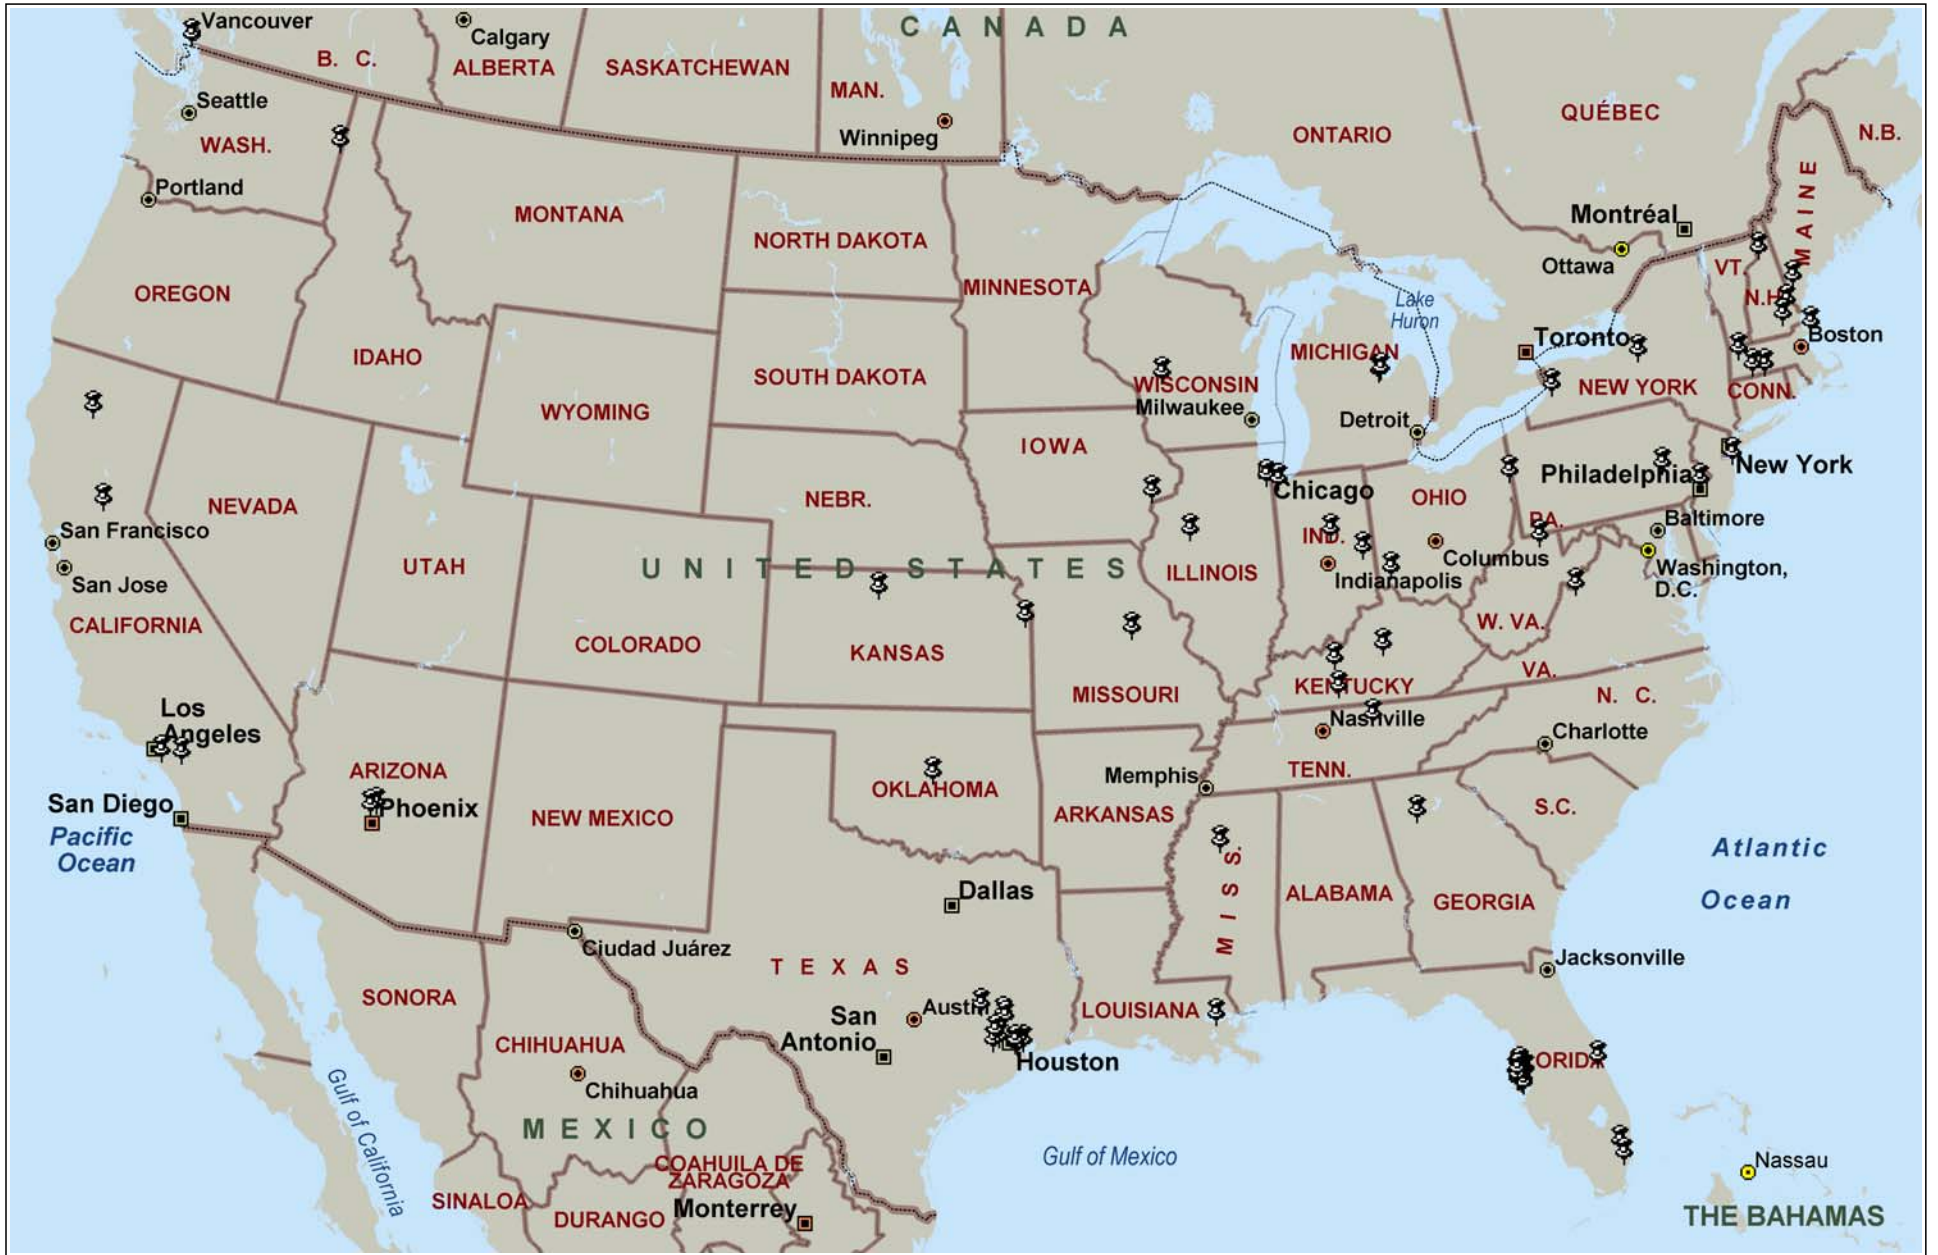 CANADA
Vancouver
Calgary
B. C.
ALBERTA
SASKATCHEWAN
MAN.
Winnipeg
ONTARIO
QUÉBEC
N.B.
Seattle
WASH.
Portland
MONTANA
NORTH DAKOTA
MINNESOTA
Montréal
Ottawa
MAINE
VT
N.H.
OREGON
IDAHO
SOUTH DAKOTA
WYOMING
Lake
Huron
MICHIGAN
Toronto
Boston
WISCONSIN
Milwaukee
Detroit
NEW YORK
CONN.
IOWA
New York
Philadelphia
NEVADA
NEBR.
Chicago
OHIO
PA.
Baltimore
San Francisco
IND.
Columbus
Washington,
D.C.
San Jose
UTAH
UNITED STATES
ILLINOIS
Indianapolis
CALIFORNIA
COLORADO
KANSAS
W. VA.
VA.
MISSOURI
KENTUCKY
N. C.
Los
Angeles
Nashville
Charlotte
ARIZONA
OKLAHOMA
Memphis
TENN.
San Diego
Phoenix
NEW MEXICO
ARKANSAS
S.C.
Pacific
Ocean
Atlantic
Ocean
Dallas
MISS.
ALABAMA
GEORGIA
Ciudad Juárez
TEXAS
Jacksonville
SONORA
Austin
LOUISIANA
San
Antonio
CHIHUAHUA
Houston
ORIDA
Chihuahua
Gulf of California
MEXICO
Gulf of Mexico
COAHUILA DE
ZARAGOZA
Nassau
SINALOA
DURANGO
Monterrey
THE BAHAMAS